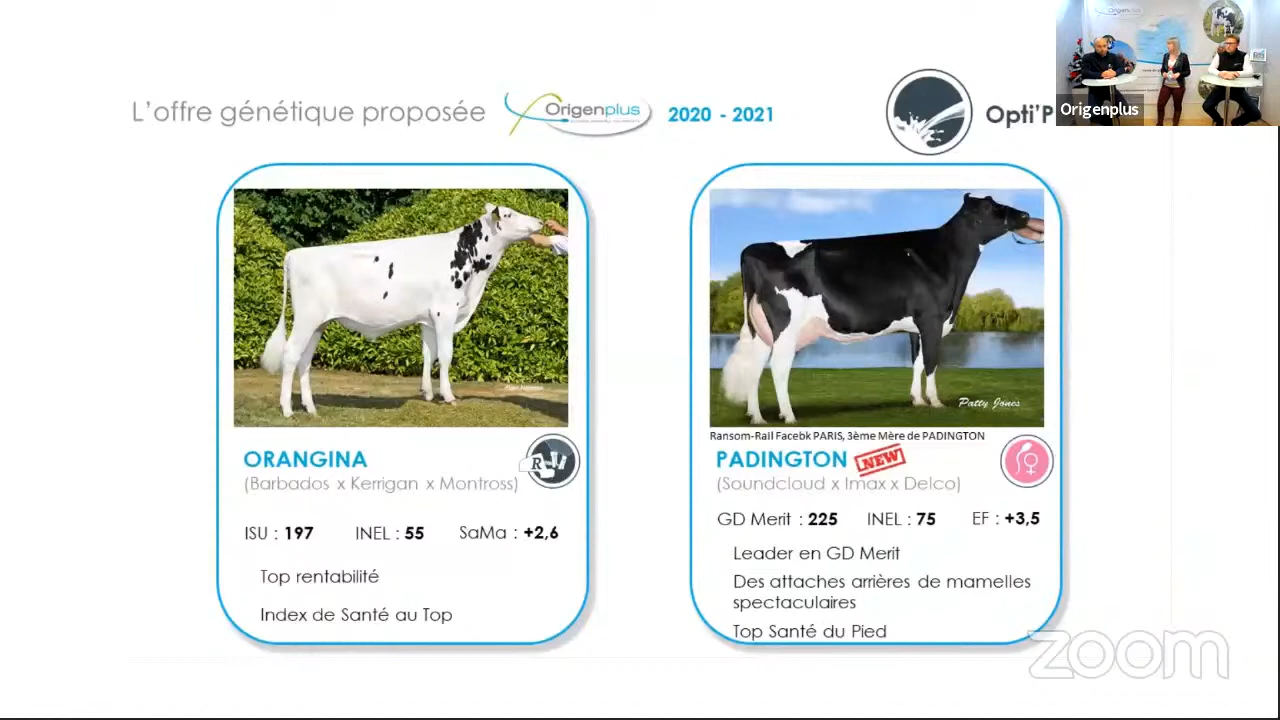 L'offre génétique proposée
Origenplus
2020 - 2021
Opti'P
Origenplus
Patty Jones
Ransom-Rail Facebk PARIS, 3ème Mère de PADINGTON
ORANGINA
R
(Barbados x Kerrigan x Montross)
ISU : 197 INEL : 55 SaMa : +2,6
Top rentabilité
Index de Santé au Top
PADINGTON NEW
(Soundcloud x Imax x Delco)
GD Merit : 225 INEL : 75 EF : +3,5
Leader en GD Merit
Des attaches arrières de mamelles
spectaculaires
Top Santé du Pied
zoom